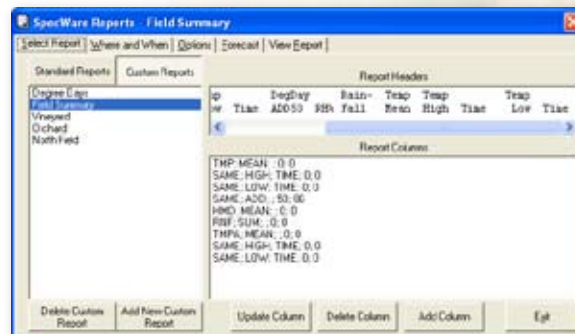 SpecWare Reports - Field Summary
Select Report Where and When Options Forecast View Report
Standard Reports Custom Reports
Degree Days
Field Summary
Vineyard
Orchard
North Field
Report Headers
DegDay Rain- Temp Temp Temp
Time ADD50 Fall Mean High Time Low Time
Report Columns
TMP; MEAN; ; 0; 0
SAME; HIGH; TIME; 0; 0
SAME; LOW; TIME; 0; 0
SAME; ADD; ; 50; 86
HMD; MEAN; ; 0; 0
RNF; SUM; ; 0; 0
TMPA; MEAN; ; 0; 0
SAME; HIGH; TIME; 0; 0
SAME; LOW; TIME; 0; 0
Delete Custom Report
Add New Custom Report
Update Column Delete Column Add Column Exit